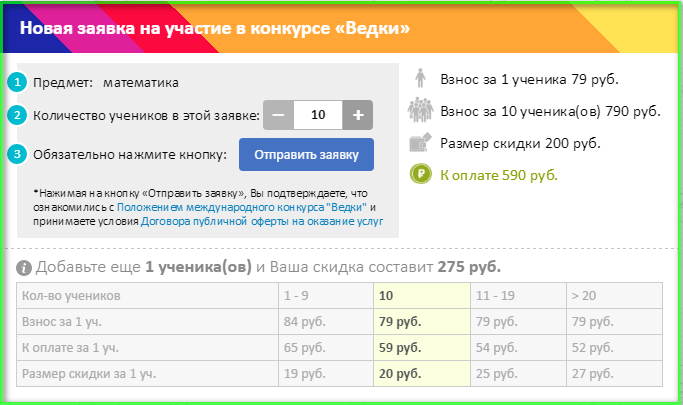 Новая заявка на участие в конкурсе «Ведки»
1 Предмет: математика
2 Количество учеников в этой заявке: − 10 +
3 Обязательно нажмите кнопку: Отправить заявку
*Нажимая на кнопку «Отправить заявку», Вы подтверждаете, что
ознакомились с Положением международного конкурса "Ведки" и
принимаете условия Договора публичной оферты на оказание услуг
Взнос за 1 ученика 79 руб.
Взнос за 10 ученика(ов) 790 руб.
Размер скидки 200 руб.
К оплате 590 руб.
Добавьте еще 1 ученика(ов) и Ваша скидка составит 275 руб.
Кол-во учеников 1 - 9 10 11 - 19 > 20
Взнос за 1 уч. 84 руб. 79 руб. 79 руб. 79 руб.
К оплате за 1 уч. 65 руб. 59 руб. 54 руб. 52 руб.
Размер скидки за 1 уч. 19 руб. 20 руб. 25 руб. 27 руб.